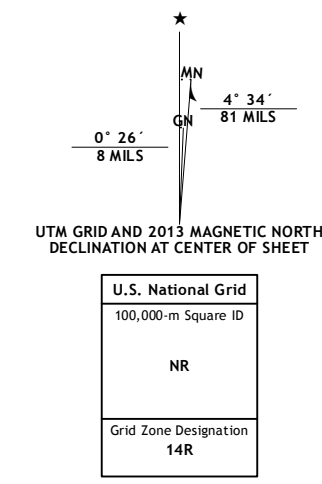 ★
MN
4° 34´
81 MILS
GN
0° 26´
8 MILS
UTM GRID AND 2013 MAGNETIC NORTH
DECLINATION AT CENTER OF SHEET
U.S. National Grid
100,000-m Square ID
NR
Grid Zone Designation
14R